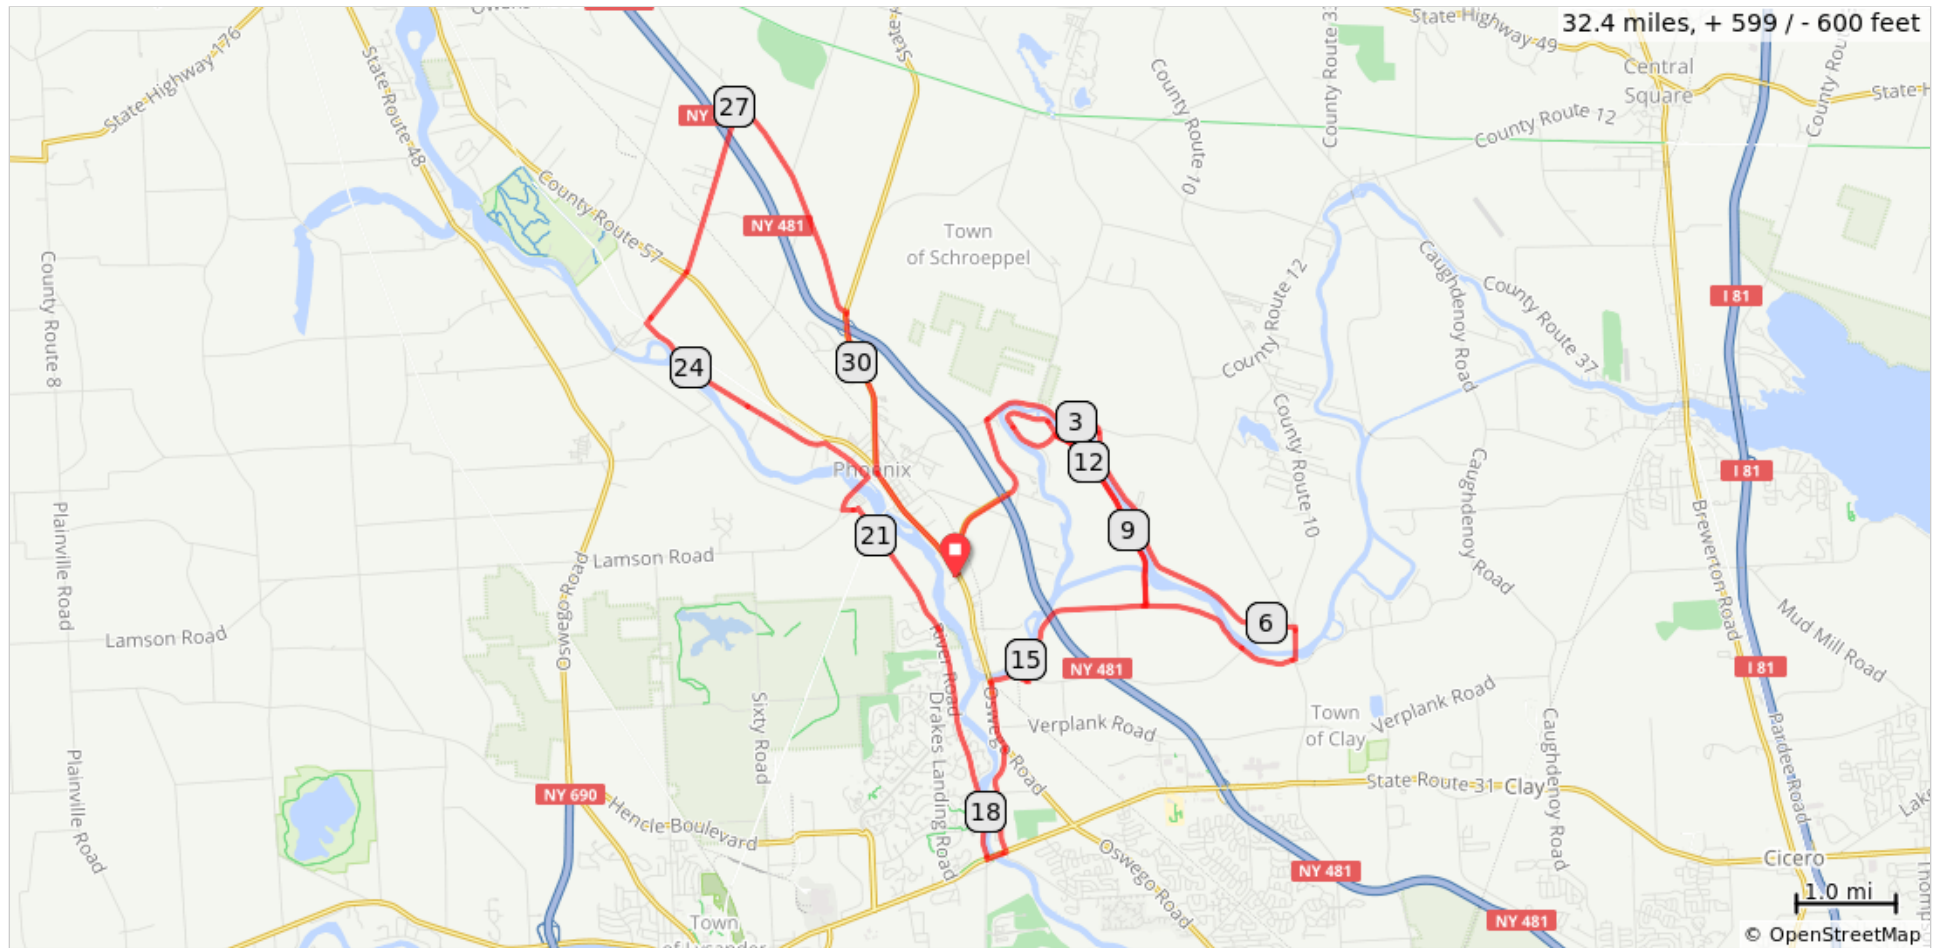 32.4 miles, + 599 / - 600 feet
State Highway 49
State Highway 176
State Route 48
Central
Square
County Route 12
County Route 10
27
NY
County Route 57
NY 481
Town
of Schroeppel
County Route 8
County Route 12
Caughdenoy Road
County Route 37
I 81
24
30
3
12
County Route 10
Phoenix
I 81
Caughdenoy Road
Plainville Road
21
9
Lamson Road
Brewerton Road
Oswego Road
Lamson Road
6
Mud Mill Road
15
NY 481
I 81
River Road
Verplank Road
Town
of Clay
Verplank Road
Sixty Road
Drakes Landing Road
Oswego Road
Plainville Road
NY 690
State Route 31 Clay
Caughdenoy Road
Pardee Road
Hencle Boulevard
18
Oswego Road
NY 481
Cicero
1.0 mi
Town
NY 481
© OpenStreetMap